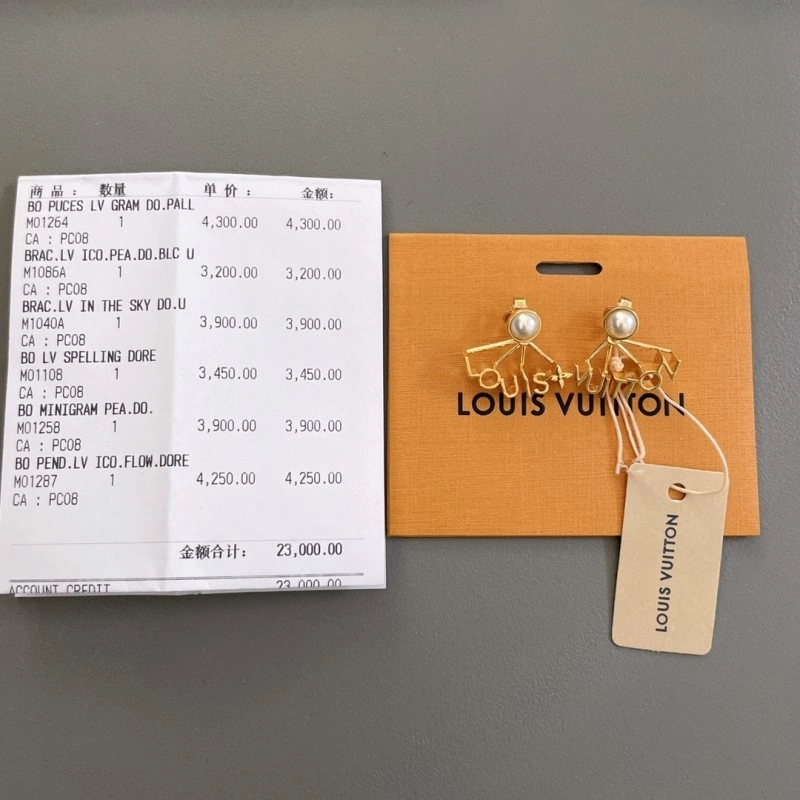 商品： 数量 单价： 金额:
BO PUCES LV GRAM DO.PALL
M01264 1 4,300.00 4,300.00
CA : PC08
BRAC.LV ICO.PEA.DO.BLC U
M1086A 1 3,200.00 3,200.00
CA : PC08
BRAC.LV IN THE SKY DO.U
M1040A 1 3,900.00 3,900.00
CA : PC08
BO LV SPELLING DORE
M01108 1 3,450.00 3,450.00
CA : PC08
BO MINIGRAM PEA.DO.
M01258 1 3,900.00 3,900.00
CA : PC08
BO PEND.LV ICO.FLOW.DORE
M01287 1 4,250.00 4,250.00
CA : PC08
金额合计: 23,000.00
ACCOUNT CREDIT 23,000.00
LOUIS VUITTON
LOUIS VUITTON
LOUIS VUITTON